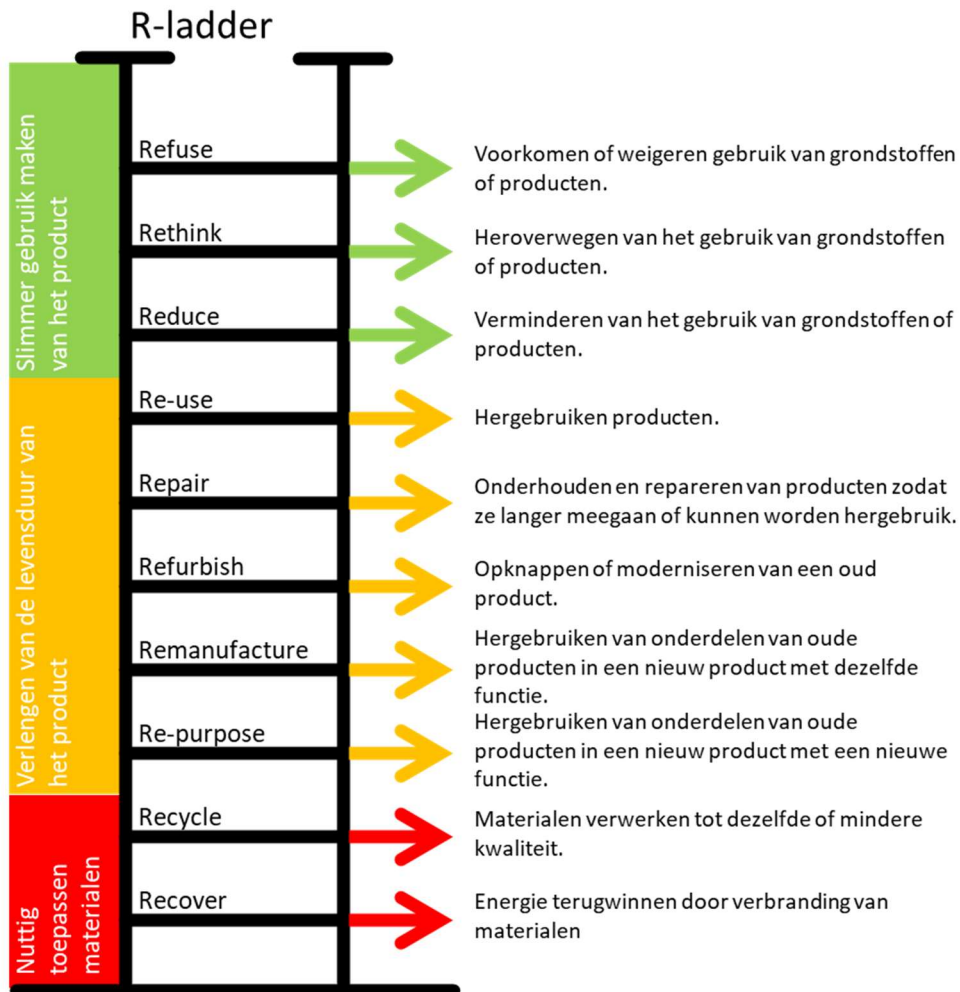 R-ladder
Slimmer gebruik maken
van het product
Refuse
Voorkomen of weigeren gebruik van grondstoffen
of producten.
Rethink
Heroverwegen van het gebruik van grondstoffen
of producten.
Reduce
Verminderen van het gebruik van grondstoffen of
producten.
Verlengen van de levensduur van
het product
Re-use
Hergebruiken producten.
Repair
Onderhouden en repareren van producten zodat
ze langer meegaan of kunnen worden hergebruik.
Refurbish
Opknappen of moderniseren van een oud
product.
Remanufacture
Hergebruiken van onderdelen van oude
producten in een nieuw product met dezelfde
functie.
Re-purpose
Hergebruiken van onderdelen van oude
producten in een nieuw product met een nieuwe
functie.
Nuttig
toepassen
materialen
Recycle
Materialen verwerken tot dezelfde of mindere
kwaliteit.
Recover
Energie terugwinnen door verbranding van
materialen